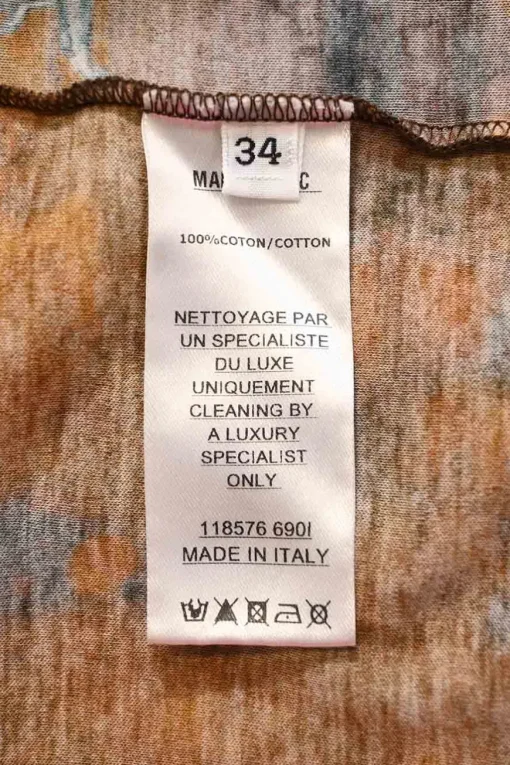 34
100%COTON/COTTON
NETTOYAGE PAR
UN SPECIALISTE
DU LUXE
UNIQUEMENT
CLEANING BY
A LUXURY
SPECIALIST
ONLY
118576 690I
MADE IN ITALY